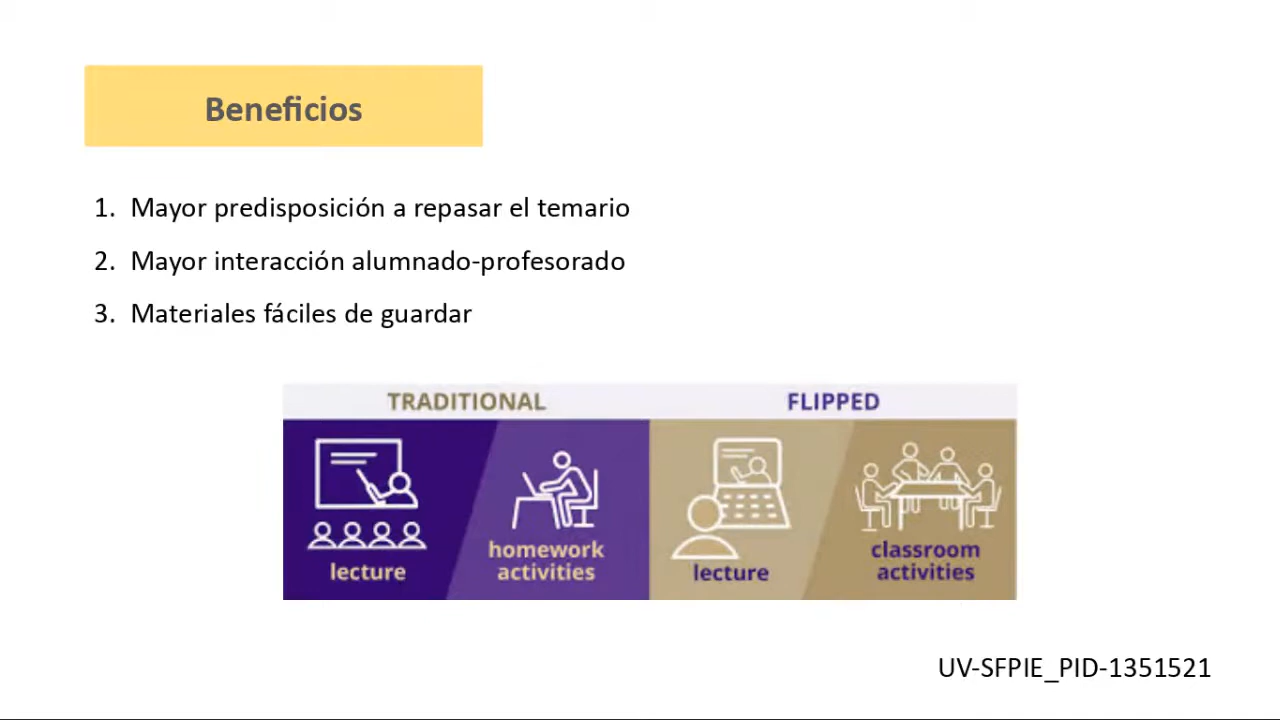 Beneficios
1. Mayor predisposición a repasar el temario
2. Mayor interacción alumnado-profesorado
3. Materiales fáciles de guardar
TRADITIONAL
FLIPPED
lecture
homework
activities
lecture
classroom
activities
UV-SFPIE_PID-1351521